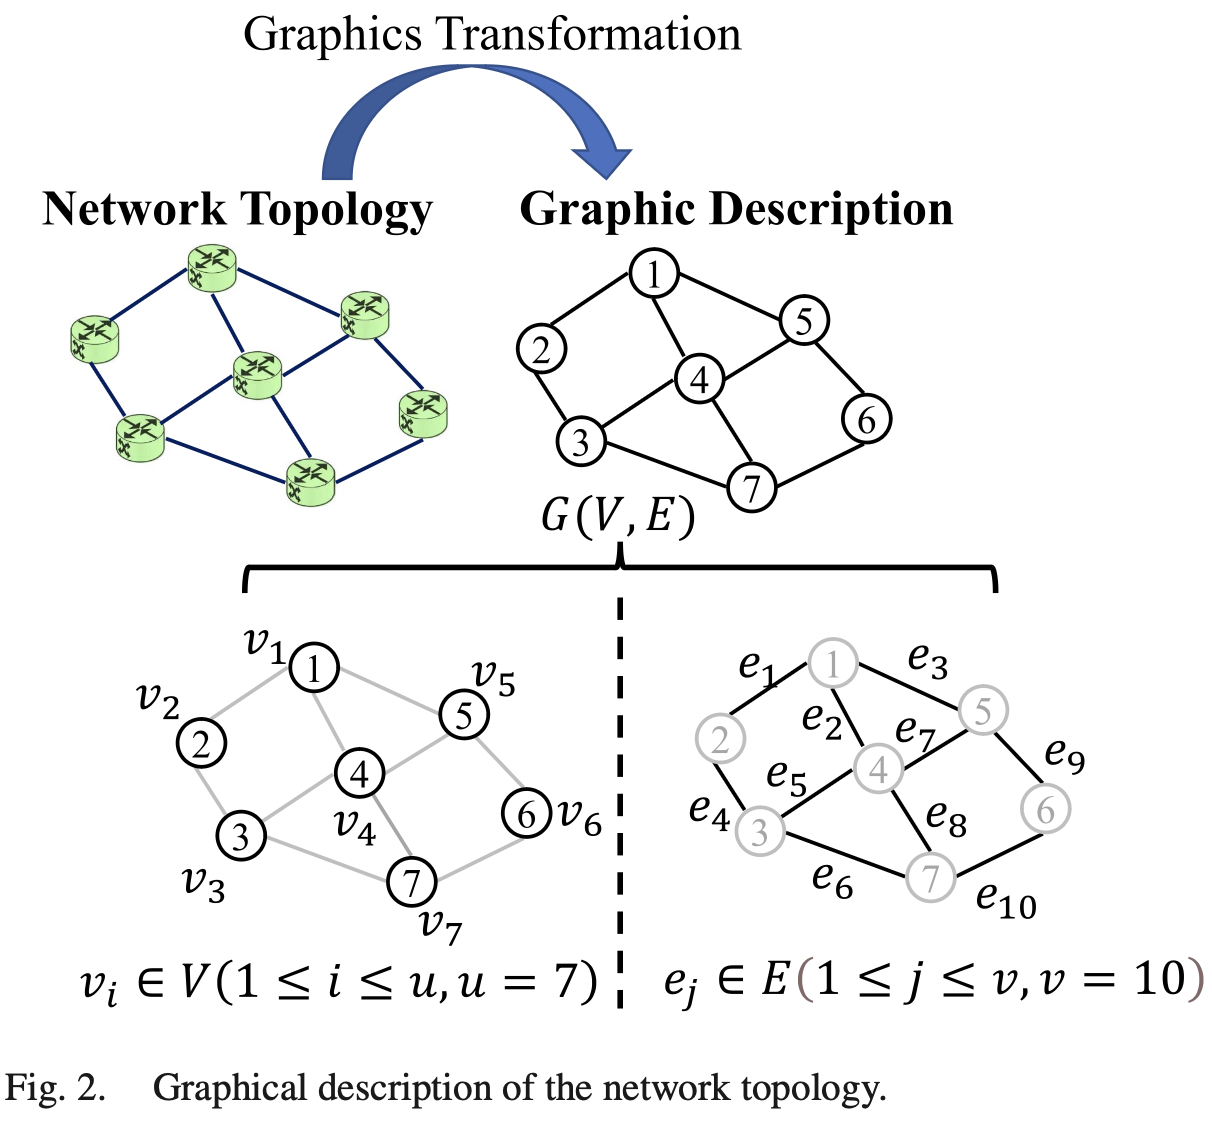 Graphics Transformation
Network Topology
Graphic Description
1
5
2
4
6
3
7
G(V, E)
v₁
1
v₅
v₂
5
2
4
6
v₆
v₄
3
v₃
7
v₇
e₁
1
e₃
e₂
5
2
e₇
e₉
e₅
4
e₄
6
3
e₈
e₆
7
e₁₀
vᵢ ∈ V(1 ≤ i ≤ u, u = 7)
eⱼ ∈ E(1 ≤ j ≤ v, v = 10)
Fig. 2. Graphical description of the network topology.